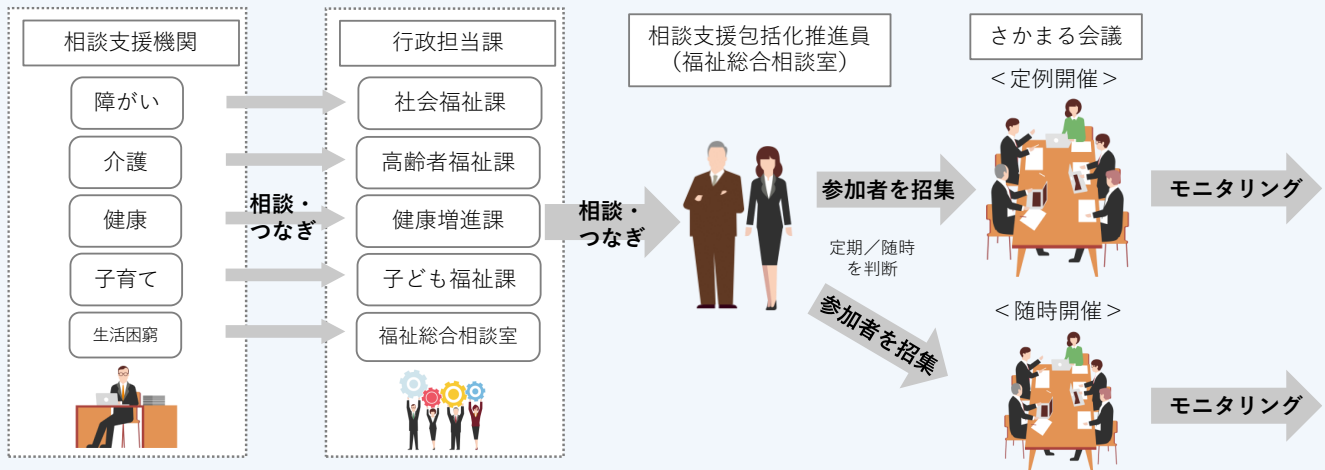 相談支援機関
障がい
介護
健康
子育て
生活困窮
相談・
つなぎ
行政担当課
社会福祉課
高齢者福祉課
健康増進課
子ども福祉課
福祉総合相談室
相談・
つなぎ
相談支援包括化推進員
（福祉総合相談室）
参加者を招集
定期／随時
を判断
参加者を招集
さかまる会議
＜定例開催＞
モニタリング
＜随時開催＞
モニタリング